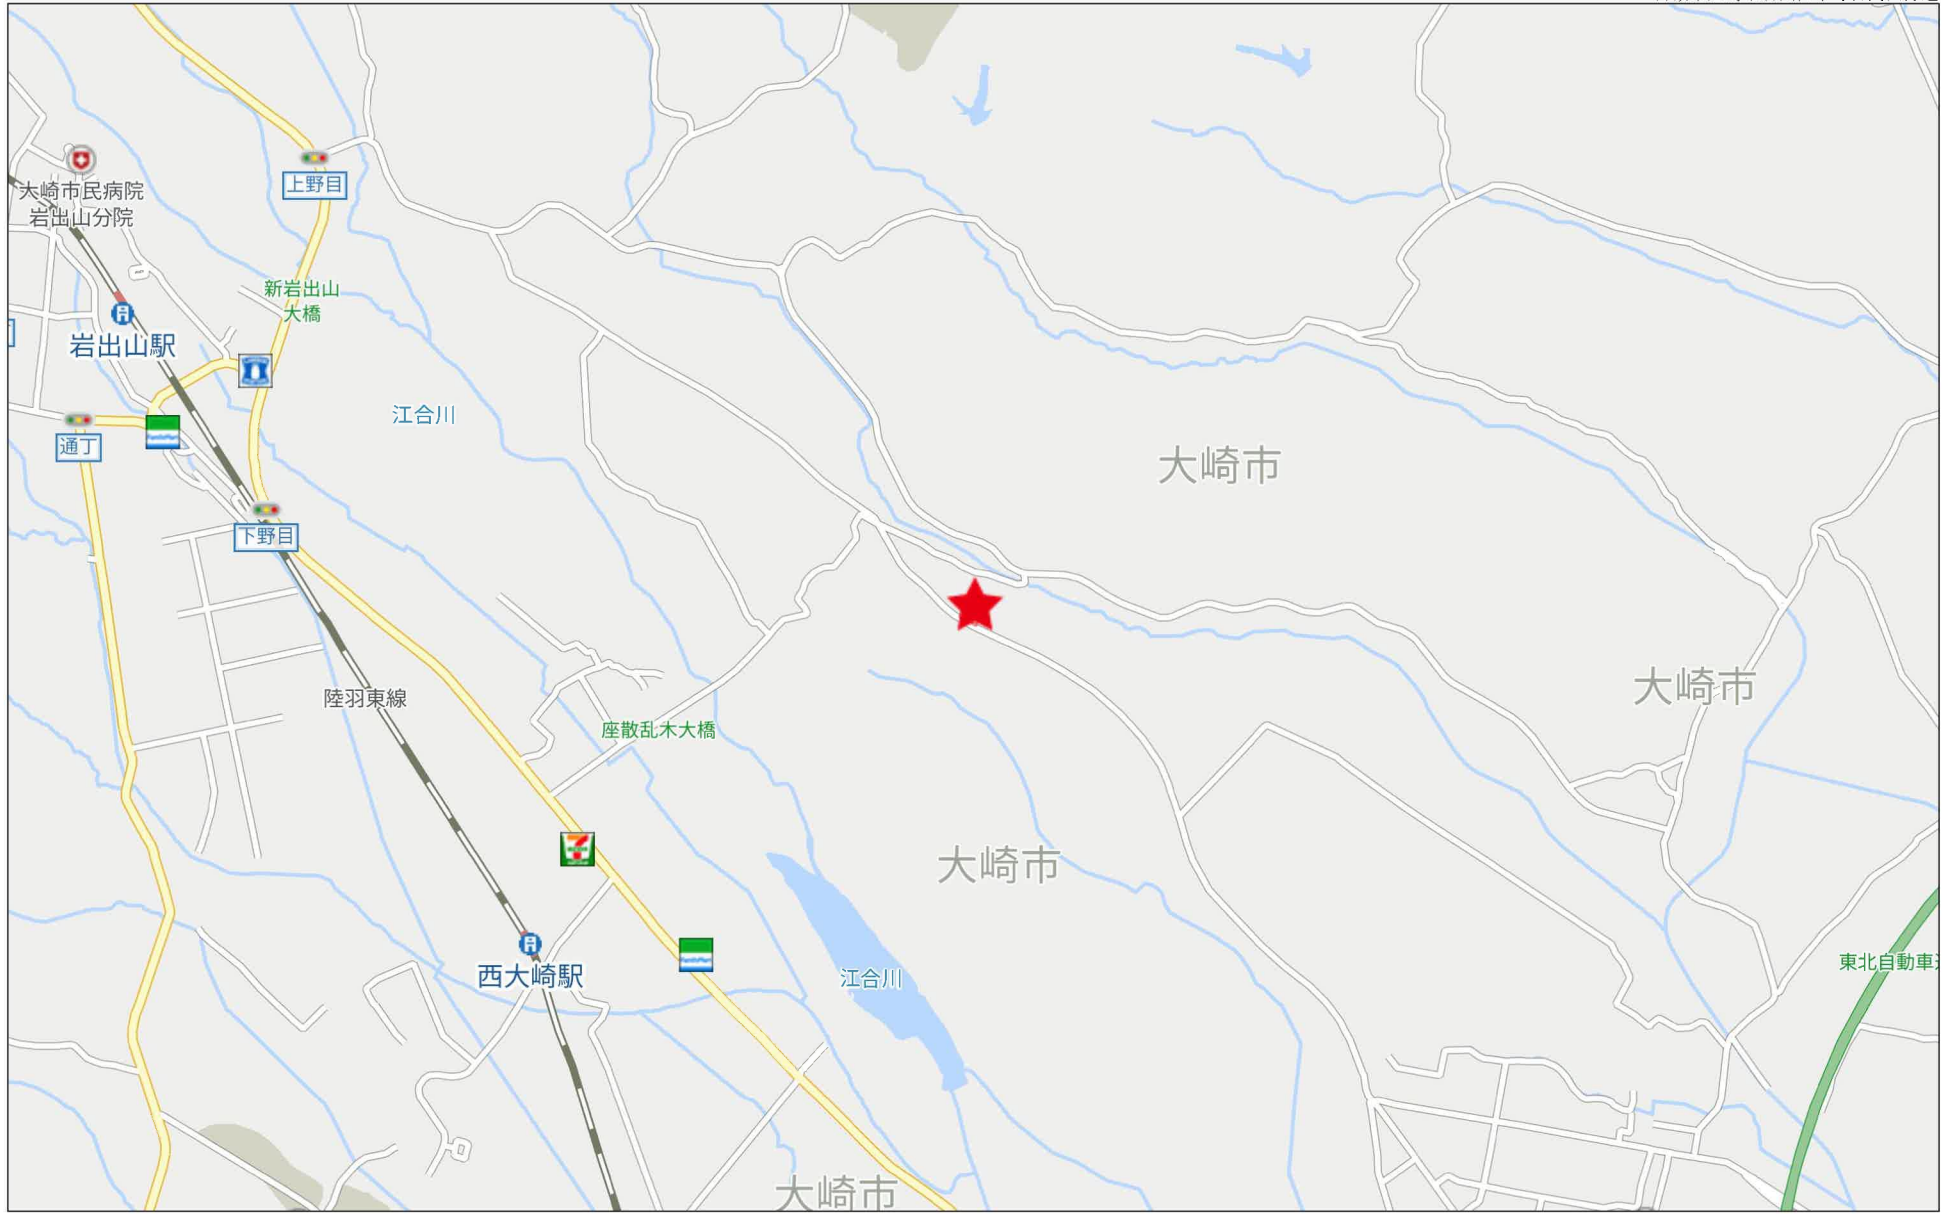 上野目
大崎市民病院
岩出山分院
新岩出山
大橋
岩出山駅
江合川
通丁
大崎市
下野目
大崎市
陸羽東線
座散乱木大橋
大崎市
東北自動車
西大崎駅
江合川
大崎市